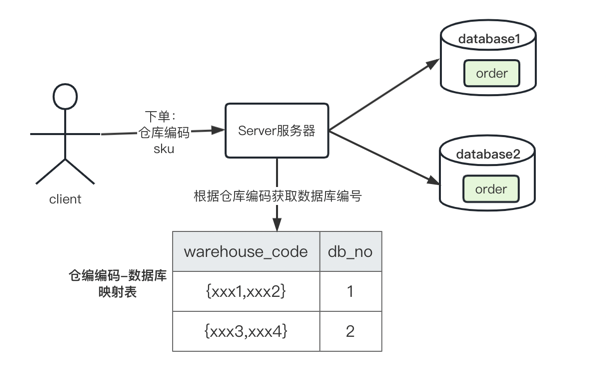 database1
order
下单：
仓库编码
sku
Server服务器
client
database2
order
根据仓库编码获取数据库编号
仓编编码-数据库
映射表
warehouse_code db_no
{xxx1,xxx2} 1
{xxx3,xxx4} 2